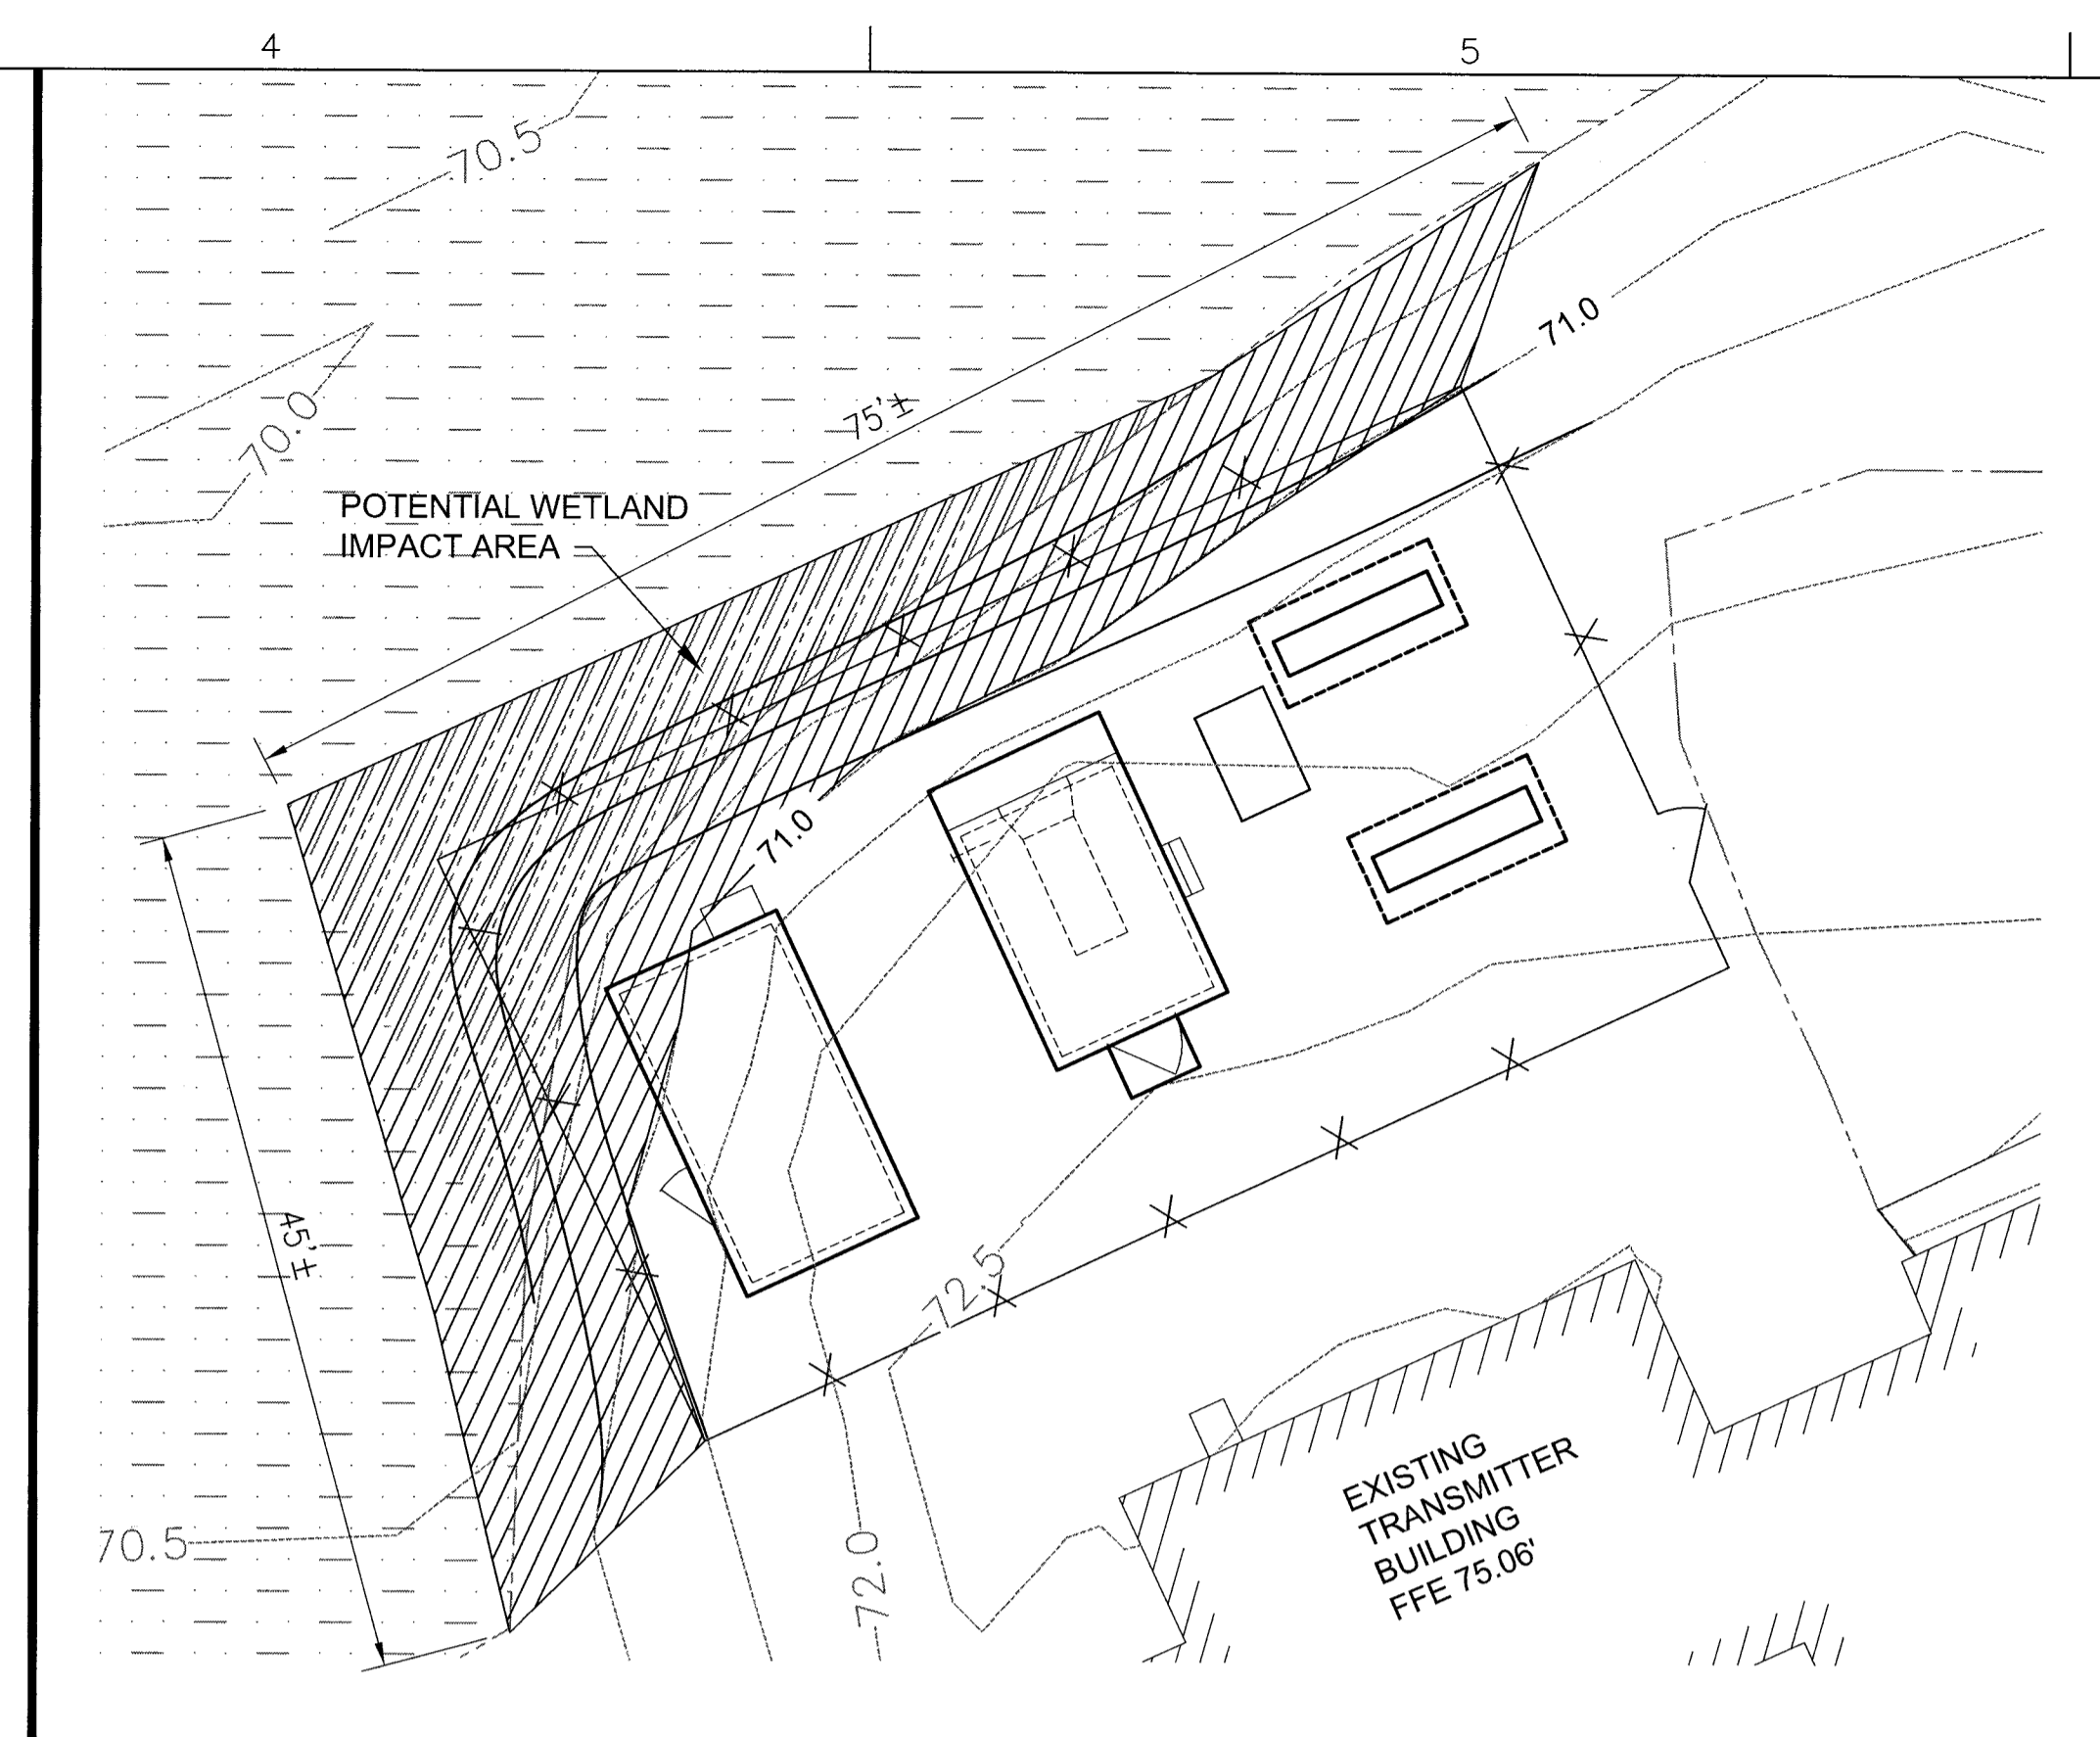 4
5
70.5
75'±
71.0
70.0
POTENTIAL WETLAND
IMPACT AREA
71.0
45'±
72.5
70.5
72.0
EXISTING
TRANSMITTER
BUILDING
FFE 75.06'